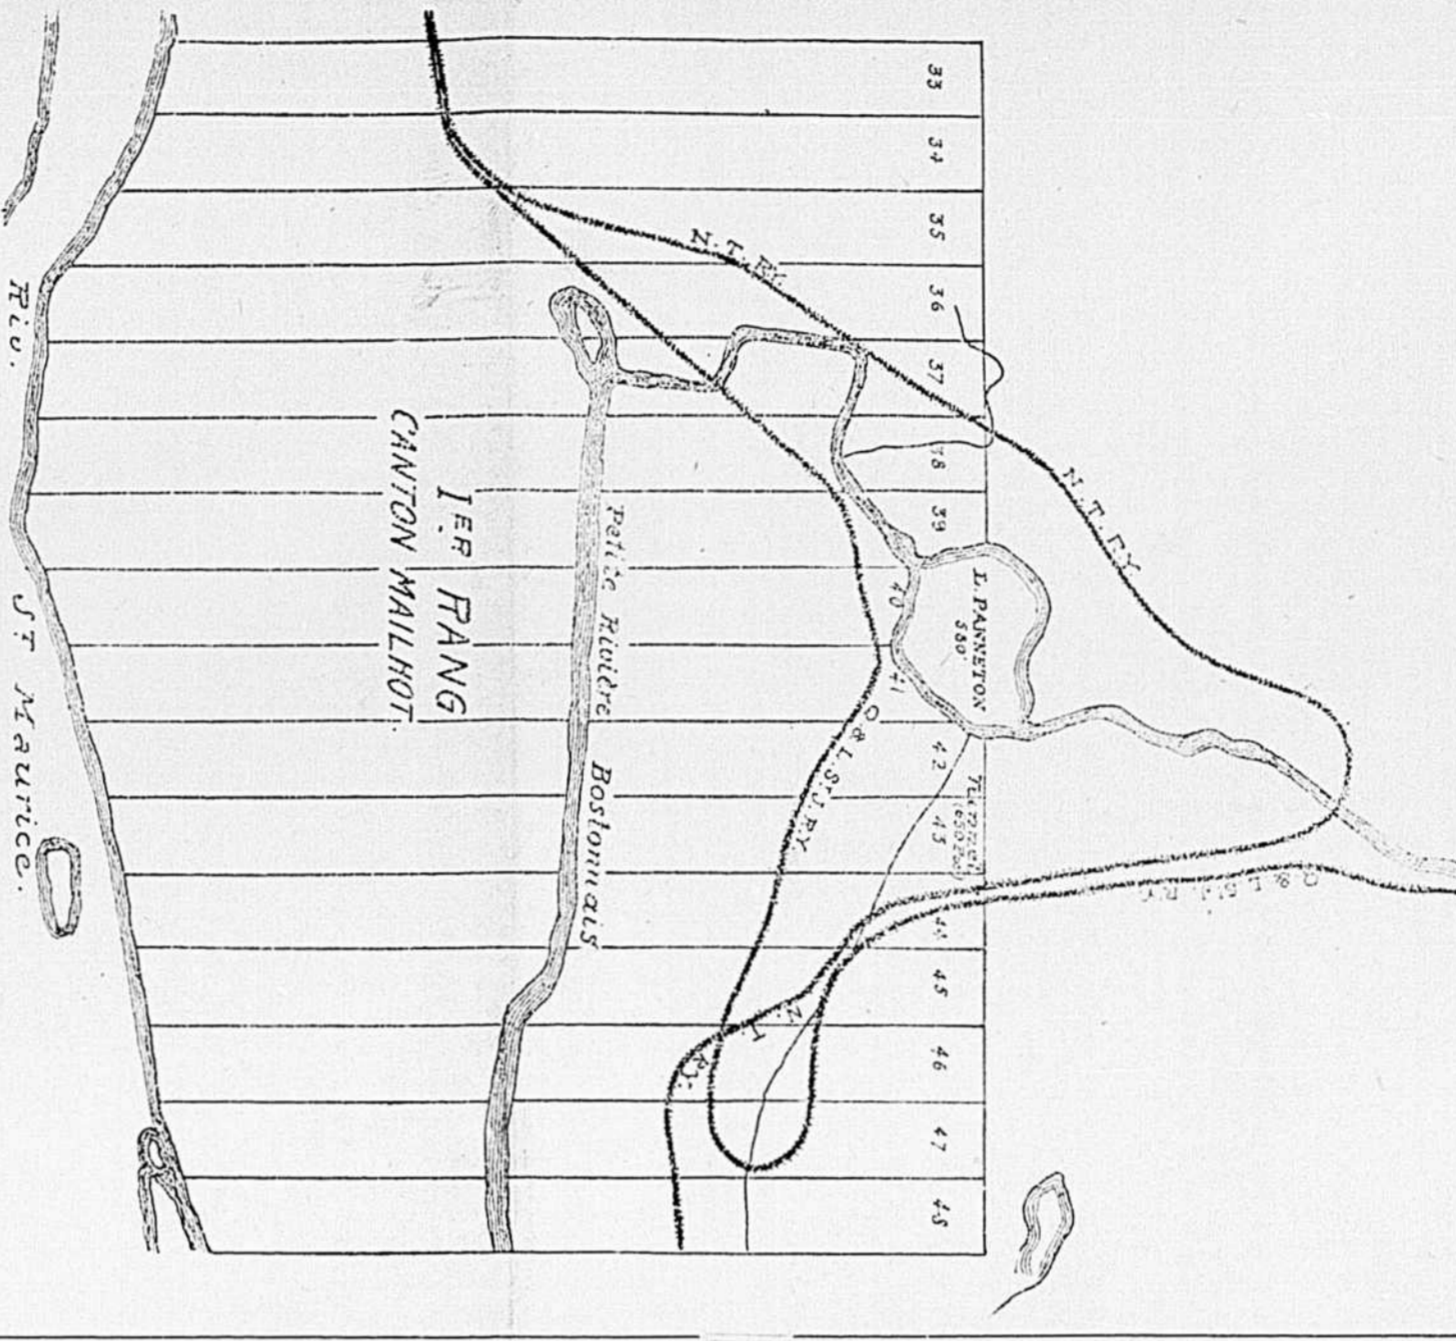 33
34
35
36
37
38
39
40
41
42
43
44
45
46
47
48
N. T. RY.
N. T. RY.
L. PANNETON
580'
Q & L. St. J. RY.
Q & L. S. J. RY.
N. T. RY.
Petite Rivière Bostonnais
1ER RANG
CANTON MAILHOT.
Riv. ST Maurice.